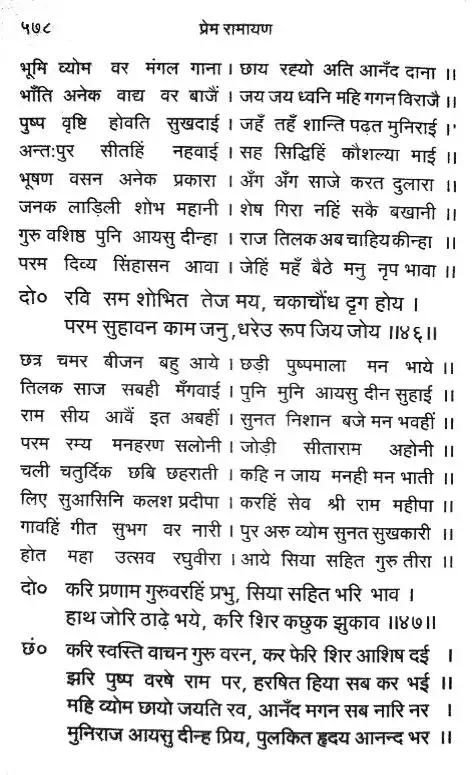 ५७८ प्रेम रामायण
भूमि व्योम वर मंगल गाना । छाय रह्यो अति आनँद दाना ।।
भाँति अनेक वाद्य वर बाजैं । जय जय ध्वनि महि गगन विराजै ।।
पुष्प वृष्टि होवति सुखदाई । जहँ तहँ शान्ति पढ़त मुनिराई ।।
अन्तःपुर सीतहिं नहवाई । सह सिद्धिहिं कौशल्या माई ।।
भूषण वसन अनेक प्रकारा । अँग अँग साजे करत दुलारा ।।
जनक लाड़िली शोभ महानी । शेष गिरा नहिं सकै बखानी ।।
गुरु वशिष्ठ पुनि आयसु दीन्हा । राज तिलक अब चाहिय कीन्हा ।।
परम दिव्य सिंहासन आवा । जेहिं महँ बैठे मनु नृप भावा ।।
दो० रवि सम शोभित तेज मय, चकाचौंध दृग होय ।
परम सुहावन काम जनु, धरेउ रूप जिय जोय ।।४६।।
छत्र चमर बीजन बहु आये । छड़ी पुष्पमाला मन भाये ।।
तिलक साज सबही मँगवाई । पुनि मुनि आयसु दीन सुहाई ।।
राम सीय आवैं इत अबहीं । सुनत निशान बजे मन भवहीं ।।
परम रम्य मनहरण सलोनी । जोड़ी सीताराम अहोनी ।।
चली चतुर्दिक छबि छहराती । कहि न जाय मनही मन भाती ।।
लिए सुआसिनि कलश प्रदीपा । करहिं सेव श्री राम महीपा ।।
गावहिं गीत सुभग वर नारी । पुर अरु व्योम सुनत सुखकारी ।।
होत महा उत्सव रघुवीरा । आये सिया सहित गुरु तीरा ।।
दो० करि प्रणाम गुरुवरहिं प्रभु, सिया सहित भरि भाव ।
हाथ जोरि ठाढ़े भये, करि शिर कछुक झुकाव ।।४७।।
छं० करि स्वस्ति वाचन गुरु वरन, कर फेरि शिर आशिष दई ।
झरि पुष्प वरषे राम पर, हरषित हिया सब कर भई ।।
महि व्योम छायो जयति रव, आनँद मगन सब नारि नर ।
मुनिराज आयसु दीन्ह प्रिय, पुलकित हृदय आनन्द भर ।।